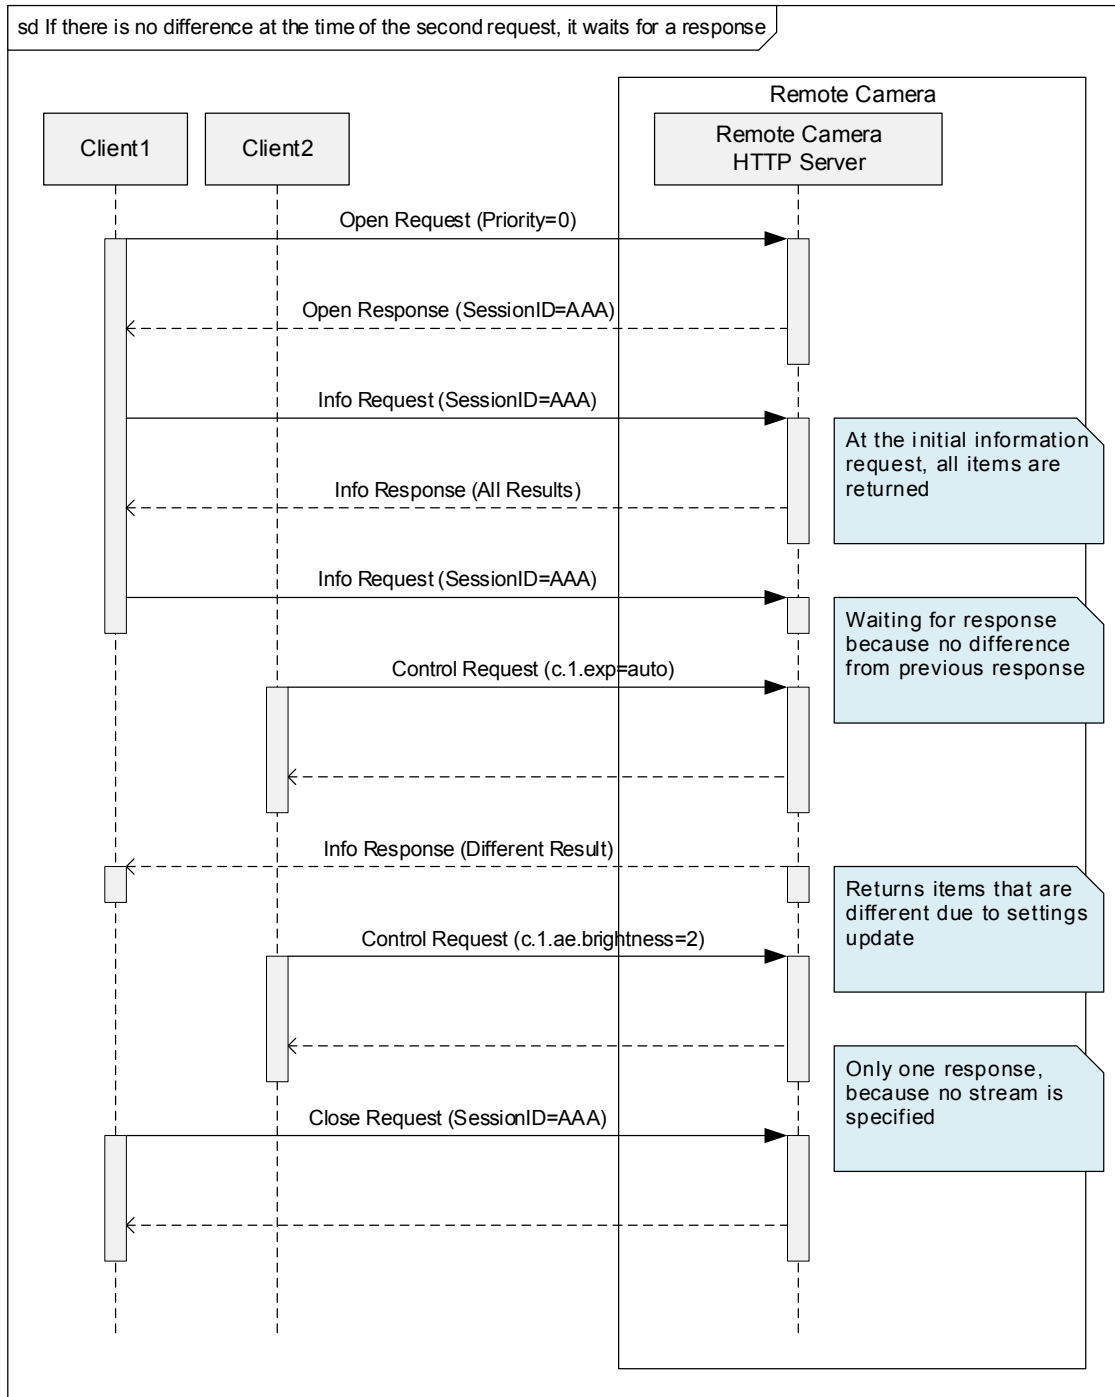 sd If there is no difference at the time of the second request, it waits for a response
Remote Camera
Client1
Client2
Remote Camera
HTTP Server
Open Request (Priority=0)
Open Response (SessionID=AAA)
Info Request (SessionID=AAA)
At the initial information
request, all items are
returned
Info Response (All Results)
Info Request (SessionID=AAA)
Waiting for response
because no difference
from previous response
Control Request (c.1.exp=auto)
Info Response (Different Result)
Returns items that are
different due to settings
update
Control Request (c.1.ae.brightness=2)
Only one response,
because no stream is
specified
Close Request (SessionID=AAA)